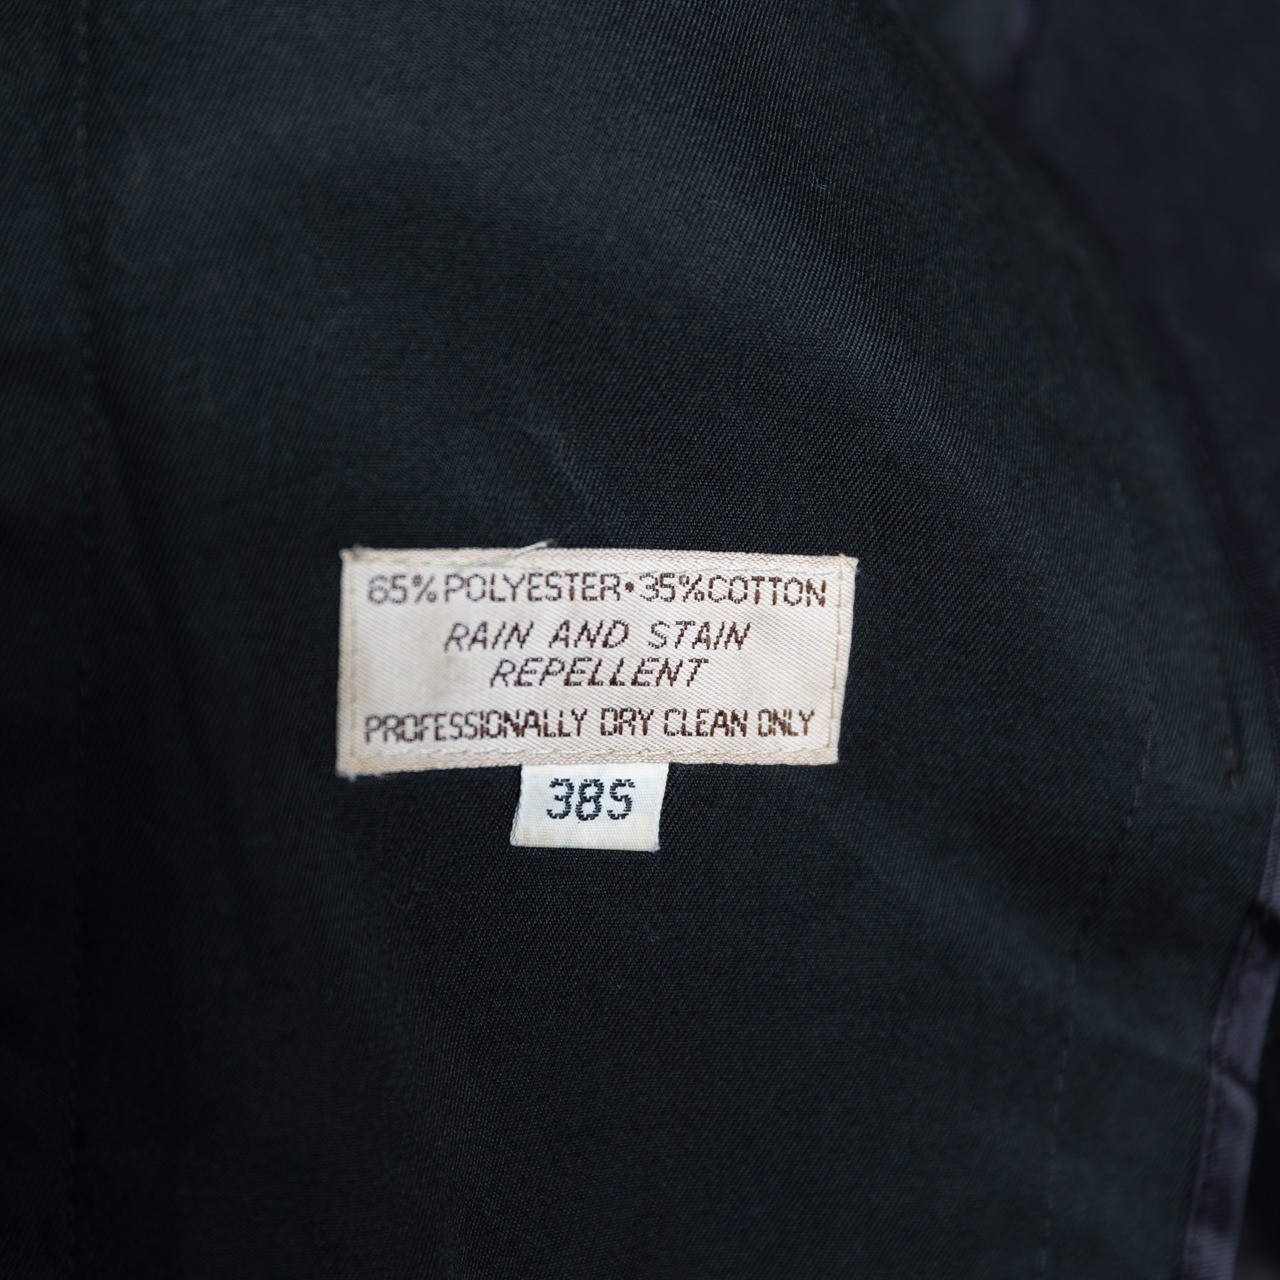 65% POLYESTER • 35% COTTON
RAIN AND STAIN
REPELLENT
PROFESSIONALLY DRY CLEAN ONLY
38S